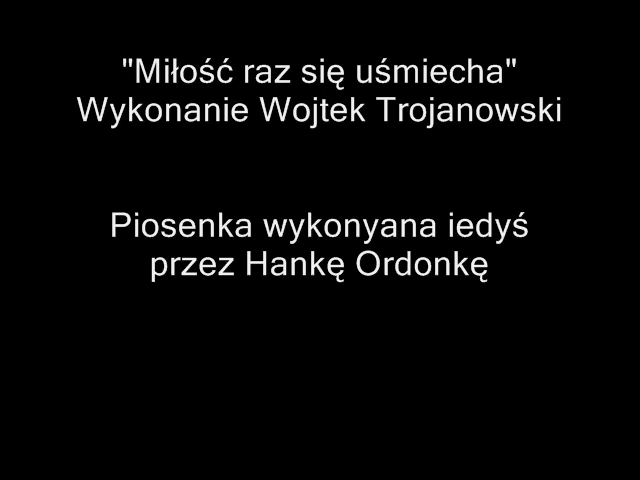 "Miłość raz się uśmiecha"
Wykonanie Wojtek Trojanowski
Piosenka wykonyana iedyś
przez Hankę Ordonkę